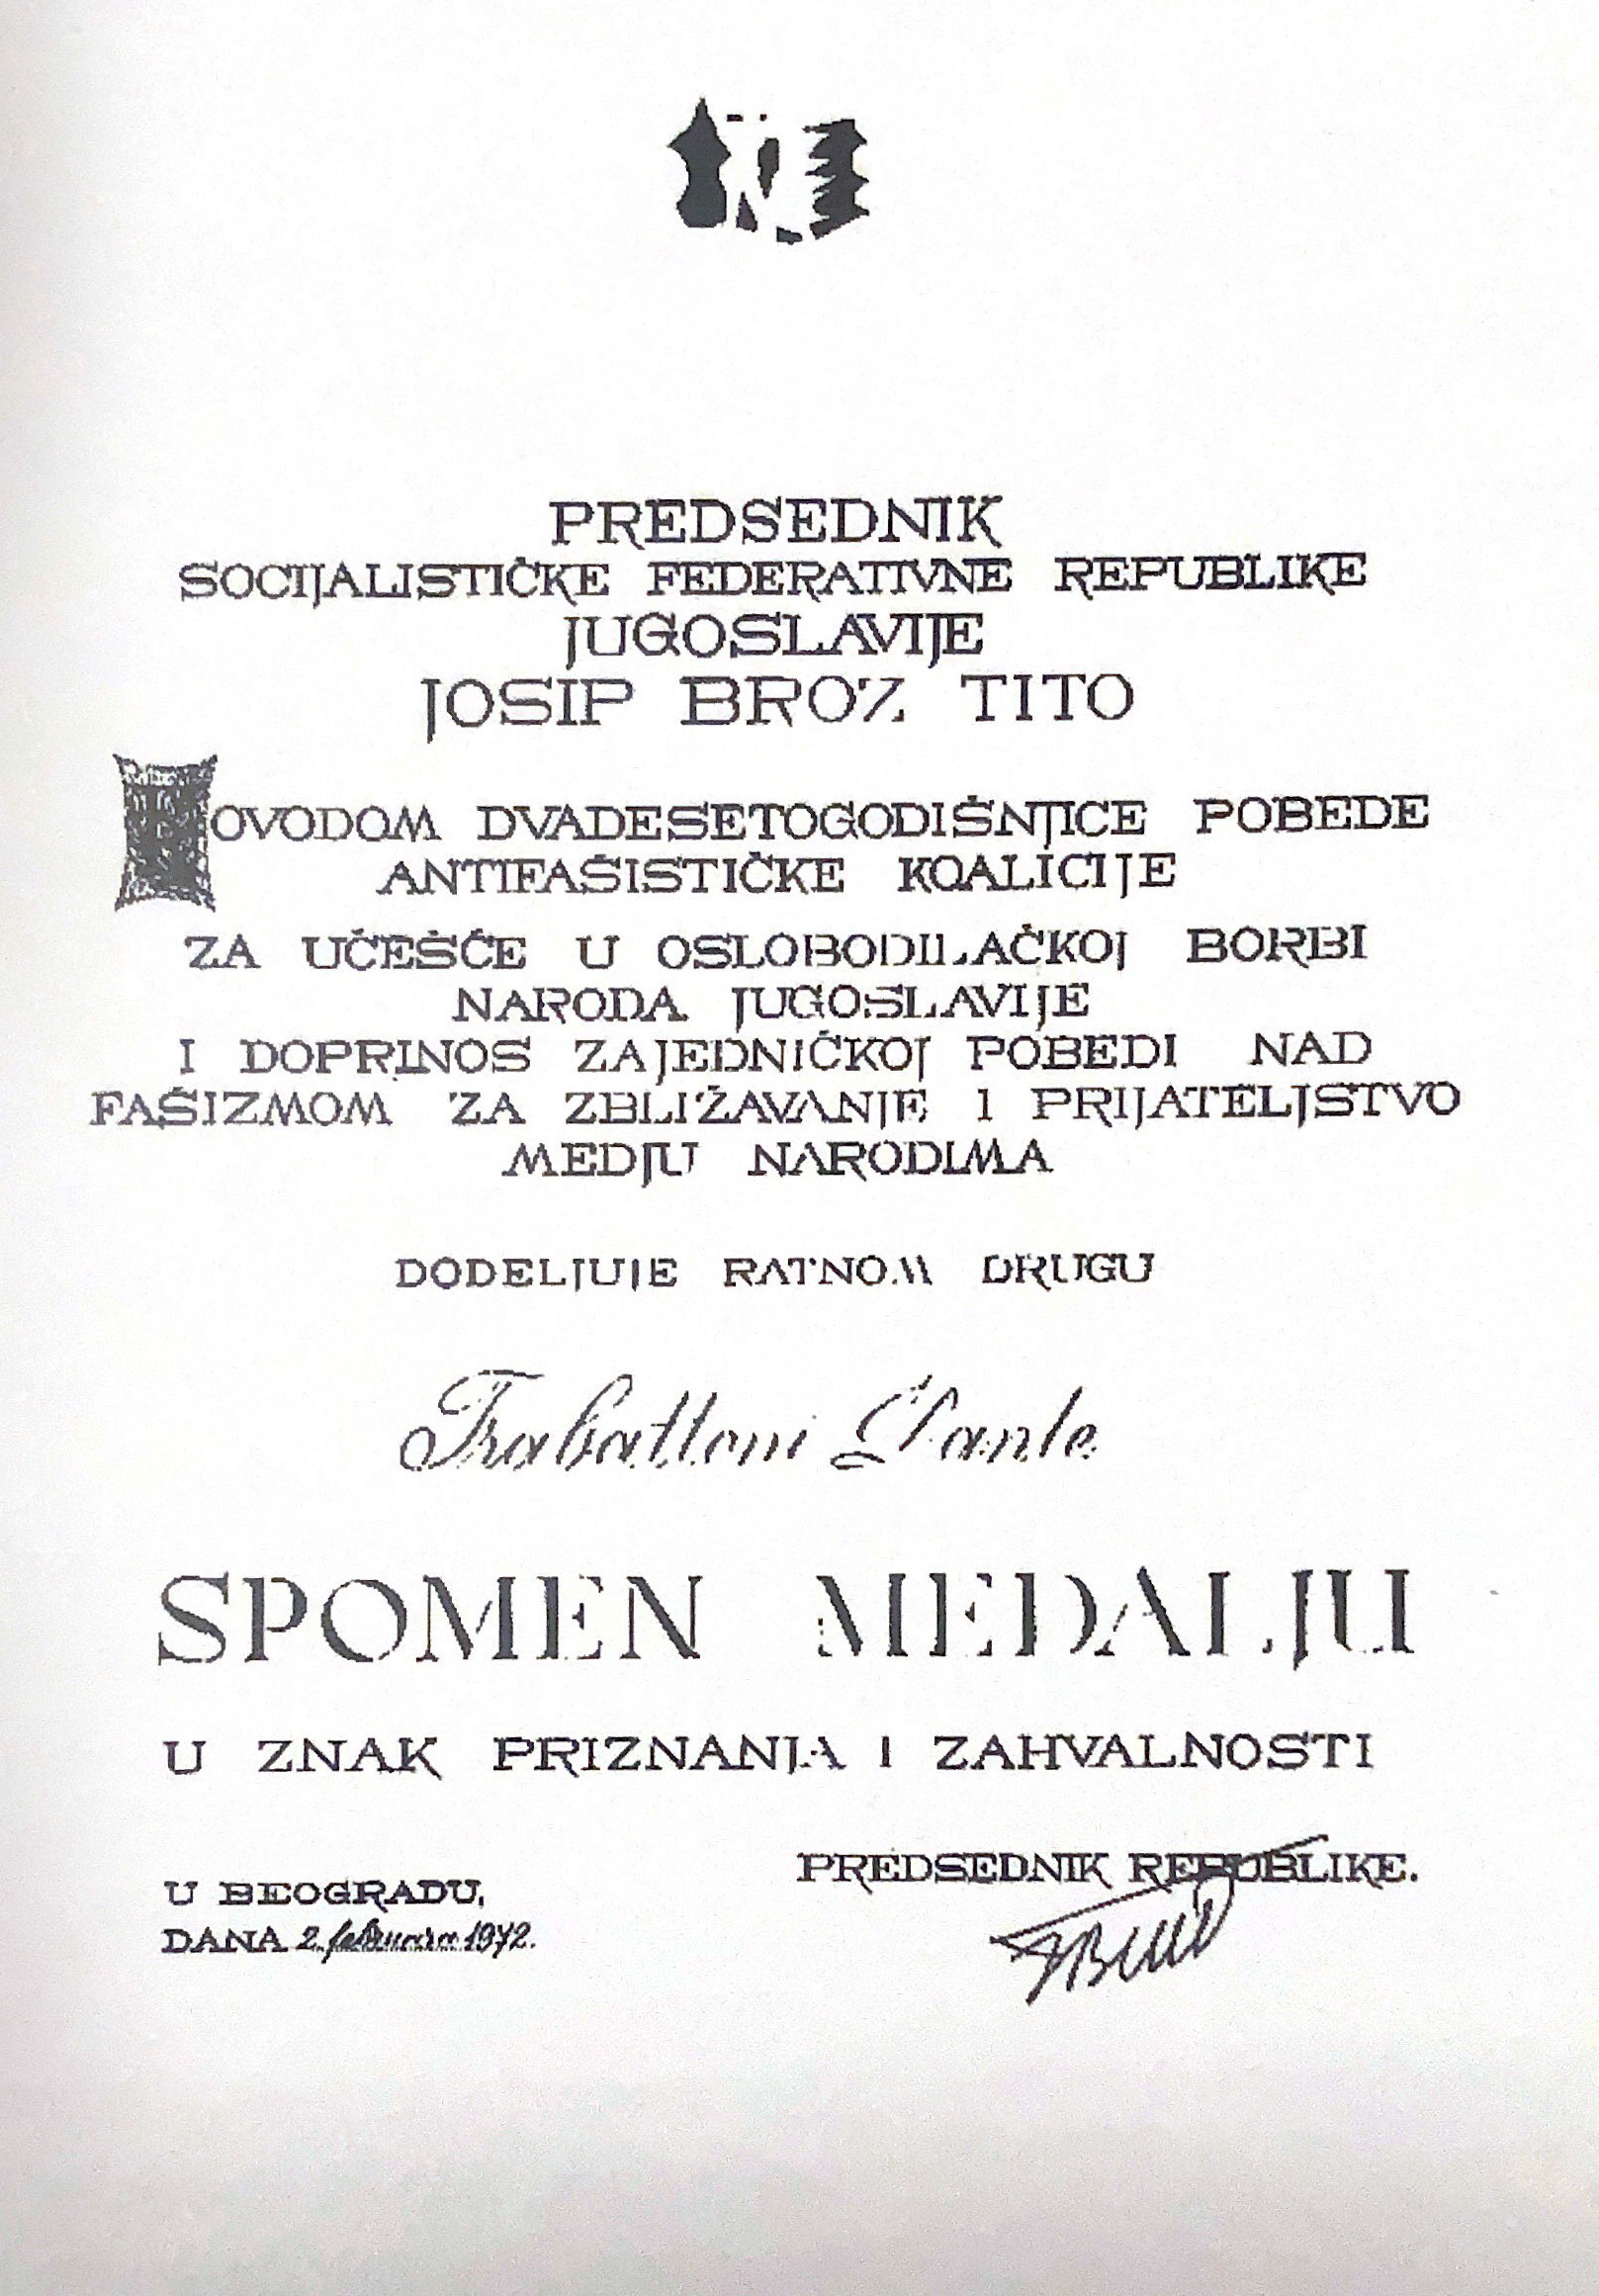 PREDSEDNIK
SOCIJALISTIČKE FEDERATIVNE REPUBLIKE
JUGOSLAVIJE
JOSIP BROZ TITO
POVODOM DVADESETOGODIŠNJICE POBEDE
ANTIFAŠISTIČKE KOALICIJE
ZA UČEŠĆE U OSLOBODILAČKOJ BORBI
NARODA JUGOSLAVIJE
I DOPRINOS ZAJEDNIČKOJ POBEDI NAD
FAŠIZMOM ZA ZBLIŽAVANJE I PRIJATELJSTVO
MEDJU NARODIMA
DODELJUJE RATNOM DRUGU
Trabattoni Dante
SPOMEN MEDALJU
U ZNAK PRIZNANJA I ZAHVALNOSTI
PREDSEDNIK REPUBLIKE.
U BEOGRADU,
DANA 2. februara 1972.